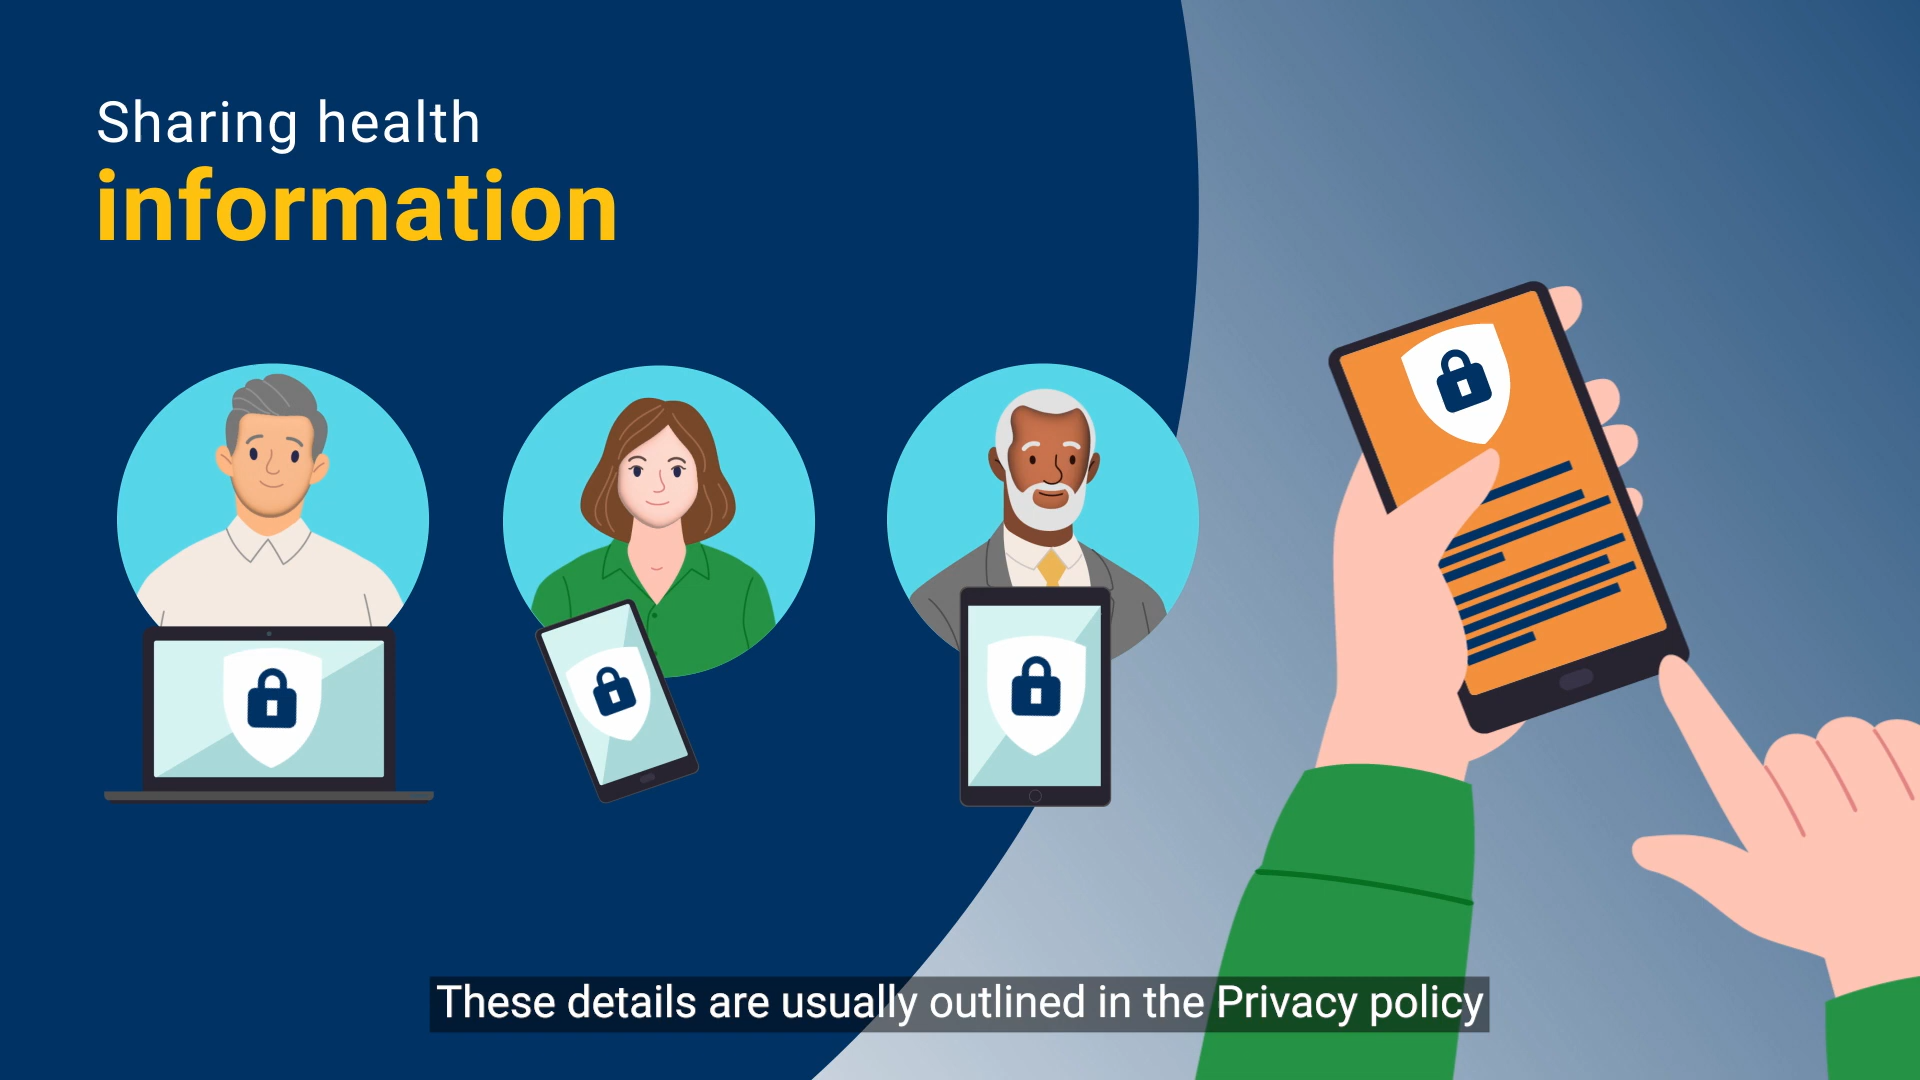 Sharing health
information
These details are usually outlined in the Privacy policy